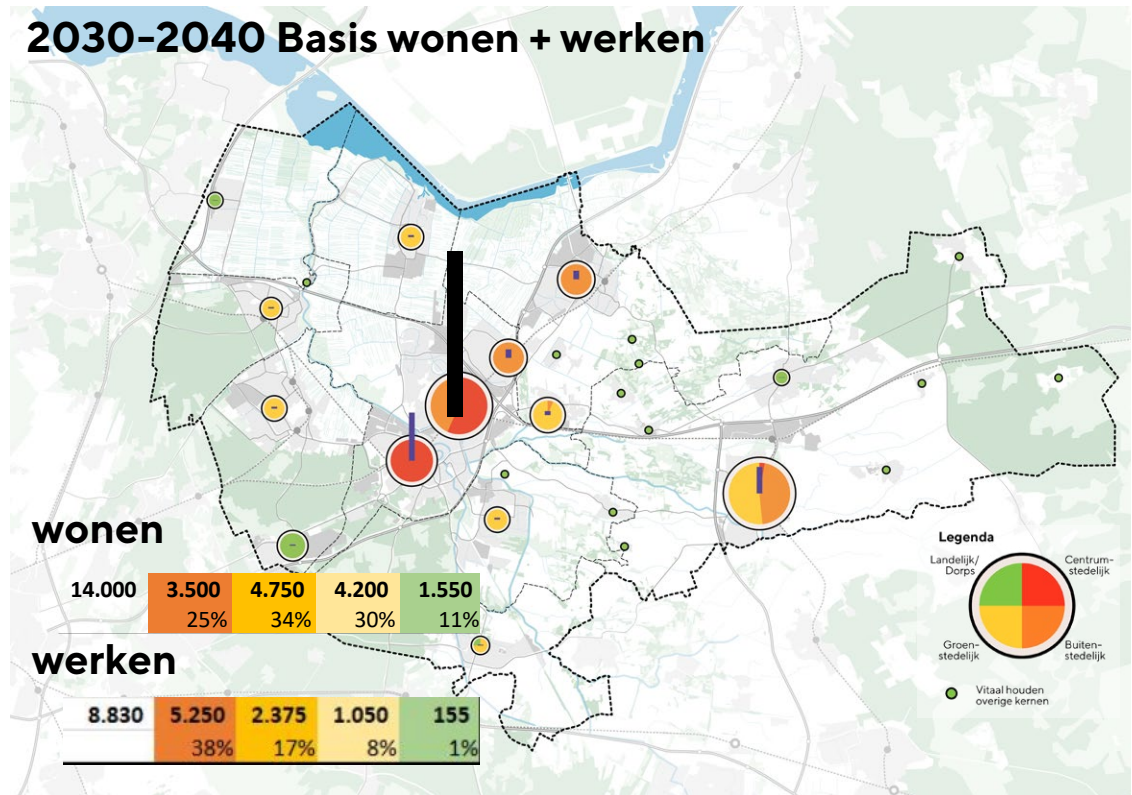 2030-2040 Basis wonen + werken
wonen
14.000 3.500 4.750 4.200 1.550
25% 34% 30% 11%
werken
8.830 5.250 2.375 1.050 155
38% 17% 8% 1%
Legenda
Landelijk/
Dorps
Centrum-
stedelijk
Groen-
stedelijk
Buiten-
stedelijk
Vitaal houden
overige kernen